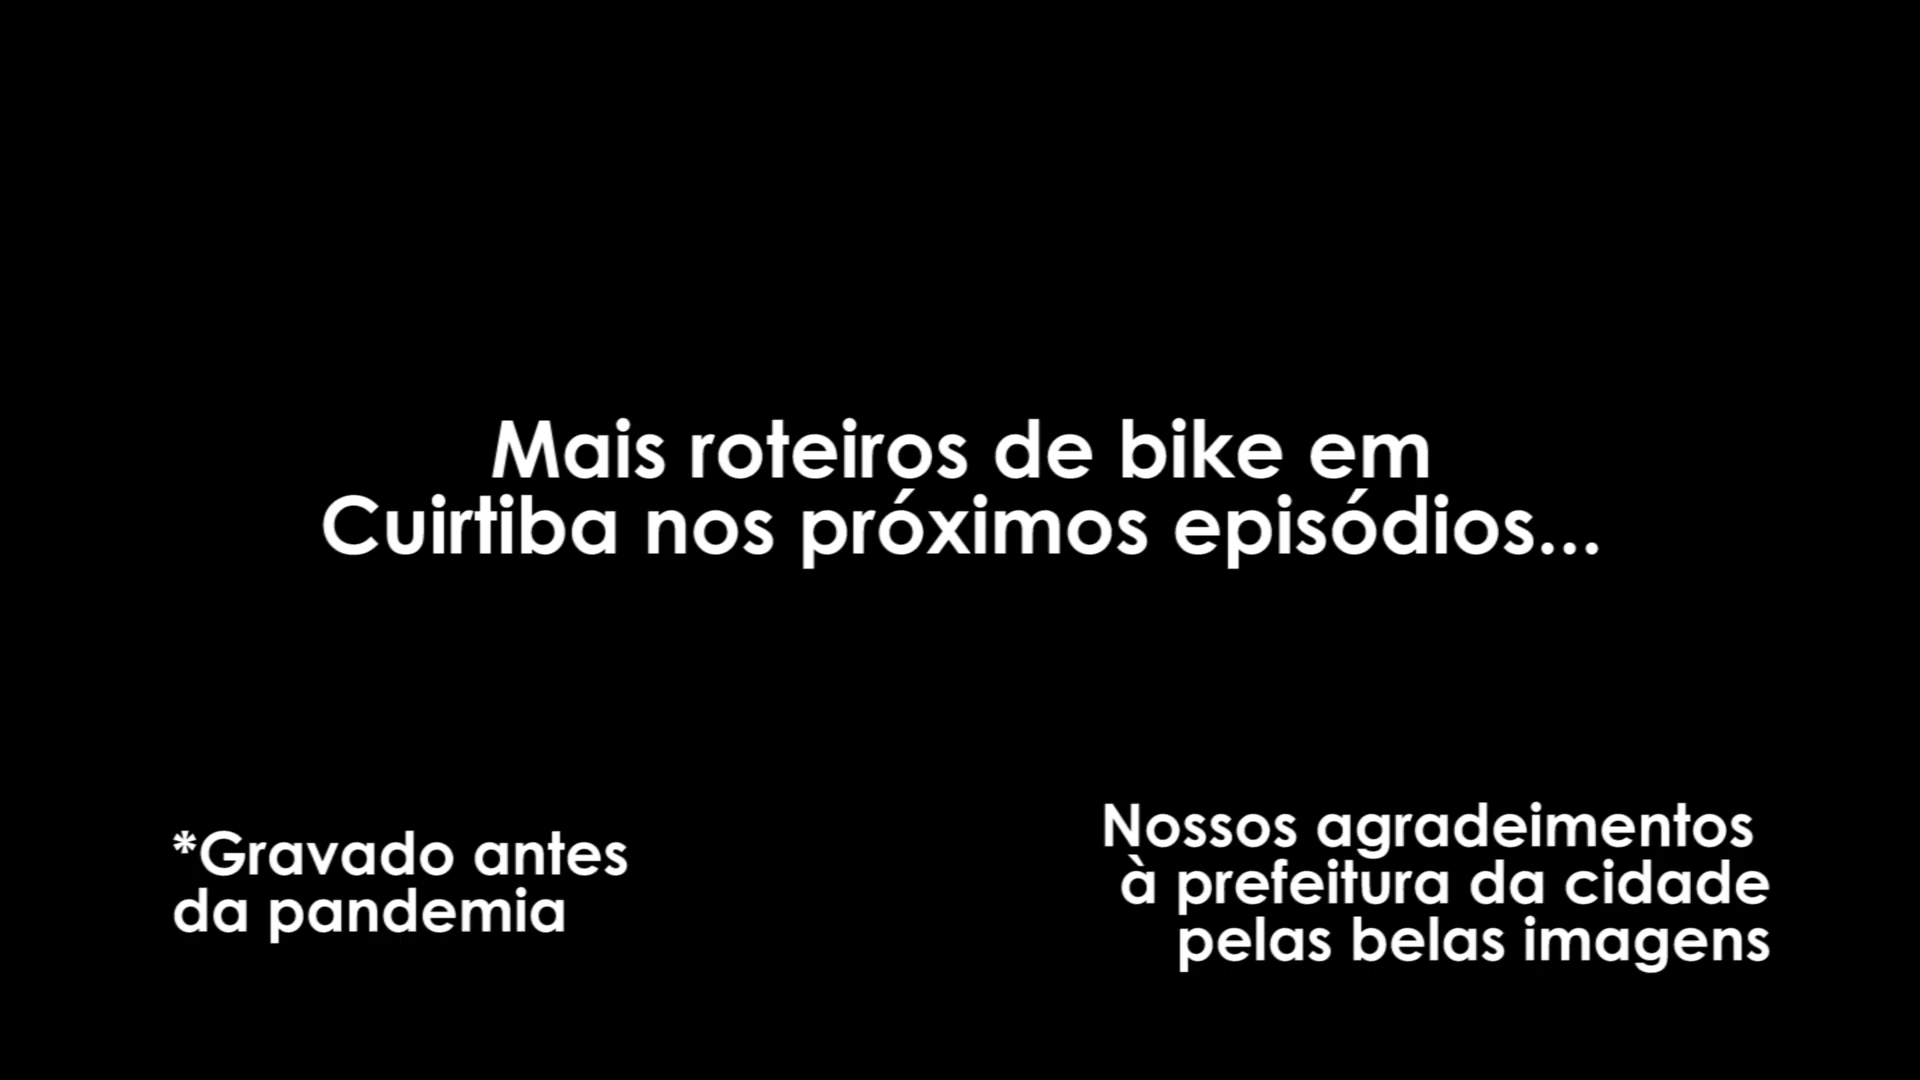 Mais roteiros de bike em
Cuirtiba nos próximos episódios...
*Gravado antes
da pandemia
Nossos agradeimentos
à prefeitura da cidade
pelas belas imagens